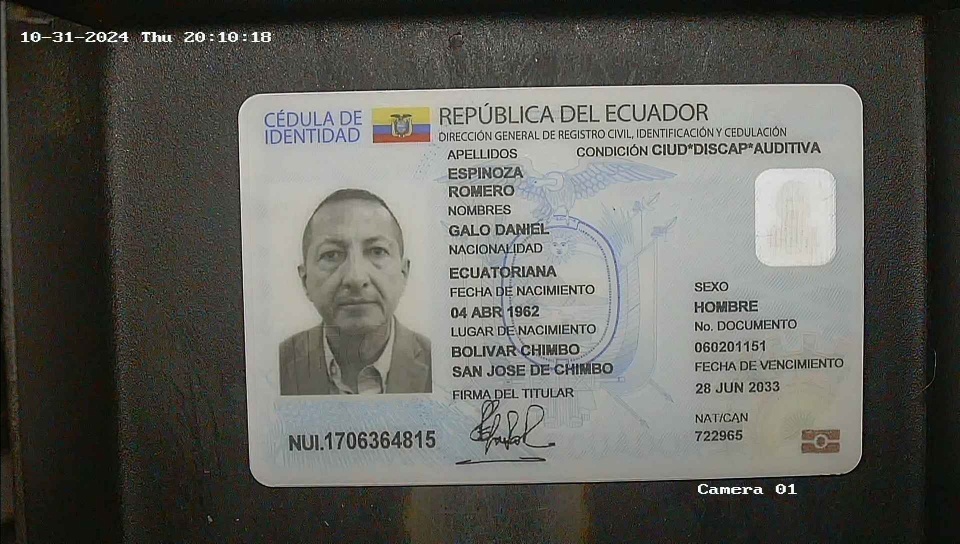 10-31-2024 Thu 20:10:18
CÉDULA DE
IDENTIDAD
REPÚBLICA DEL ECUADOR
DIRECCIÓN GENERAL DE REGISTRO CIVIL, IDENTIFICACIÓN Y CEDULACIÓN
APELLIDOS
CONDICIÓN CIUD*DISCAP*AUDITIVA
ESPINOZA
ROMERO
NOMBRES
GALO DANIEL
NACIONALIDAD
ECUATORIANA
FECHA DE NACIMIENTO
04 ABR 1962
LUGAR DE NACIMIENTO
BOLIVAR CHIMBO
SAN JOSE DE CHIMBO
FIRMA DEL TITULAR
SEXO
HOMBRE
No. DOCUMENTO
060201151
FECHA DE VENCIMIENTO
28 JUN 2033
NAT/CAN
722965
NUI.1706364815
Camera 01